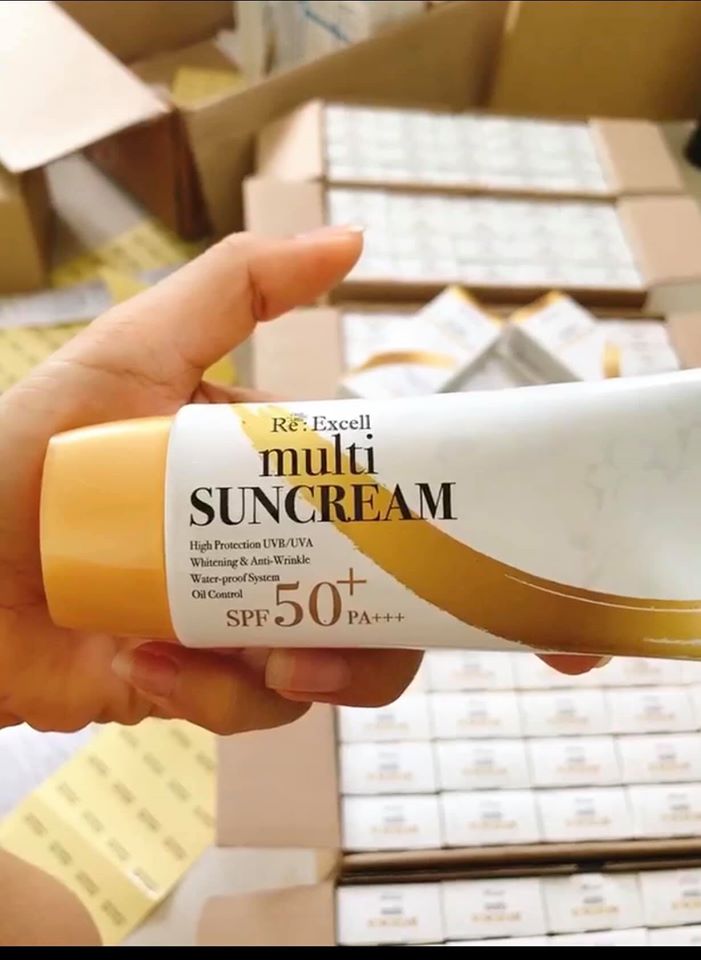 Re:Excell
multi
SUNCREAM
High Protection UVB/UVA
Whitening & Anti-Wrinkle
Water-proof System
Oil Control
SPF 50+ PA+++